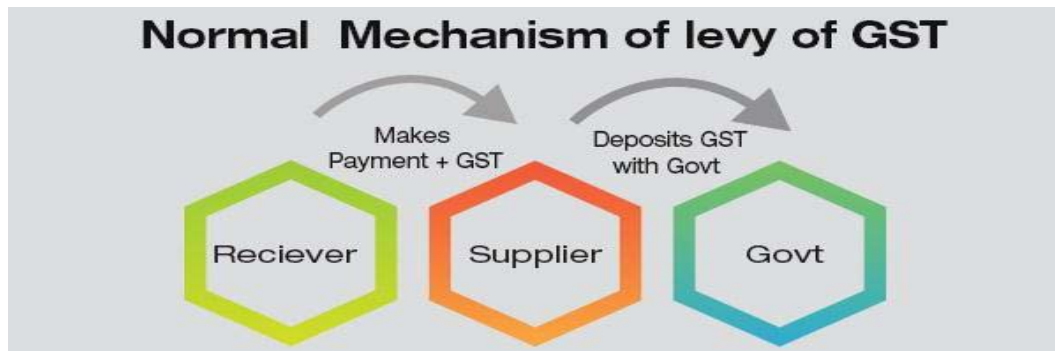 Normal Mechanism of levy of GST
Makes
Payment + GST
Deposits GST
with Govt
Reciever
Supplier
Govt